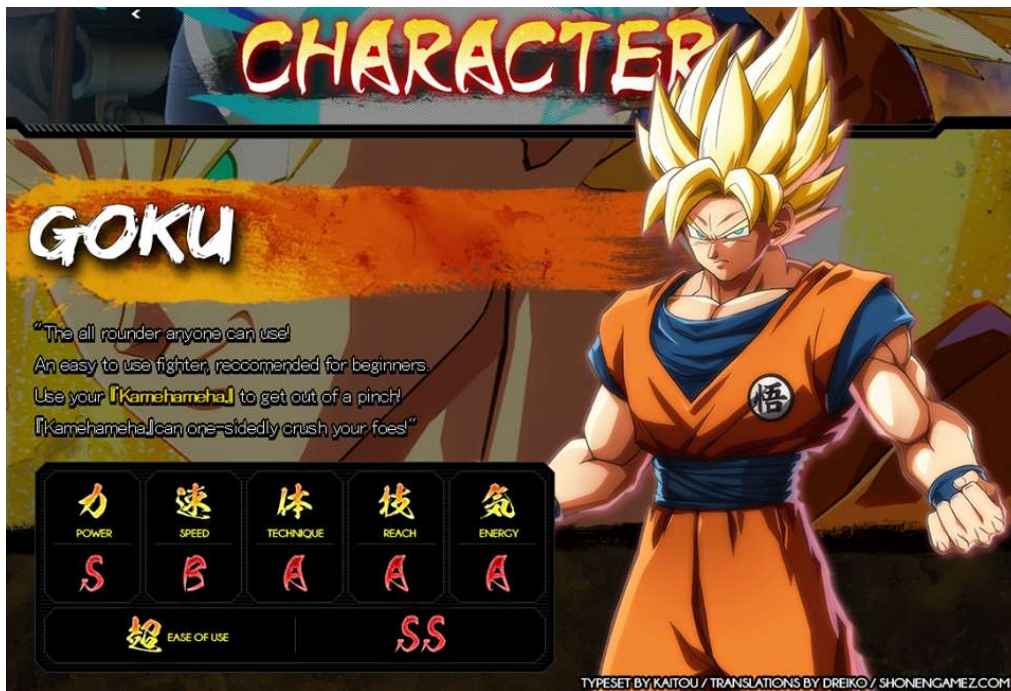 CHARACTER
GOKU
"The all rounder anyone can use!
An easy to use fighter, reccomended for beginners.
Use your『Kamehameha』to get out of a pinch!
『Kamehameha』can one-sidedly crush your foes!"
悟
力 速 体 技 気
POWER SPEED TECHNIQUE REACH ENERGY
S B A A A
超 EASE OF USE SS
TYPESET BY KAITOU / TRANSLATIONS BY DREIKO / SHONENGAMEZ.COM